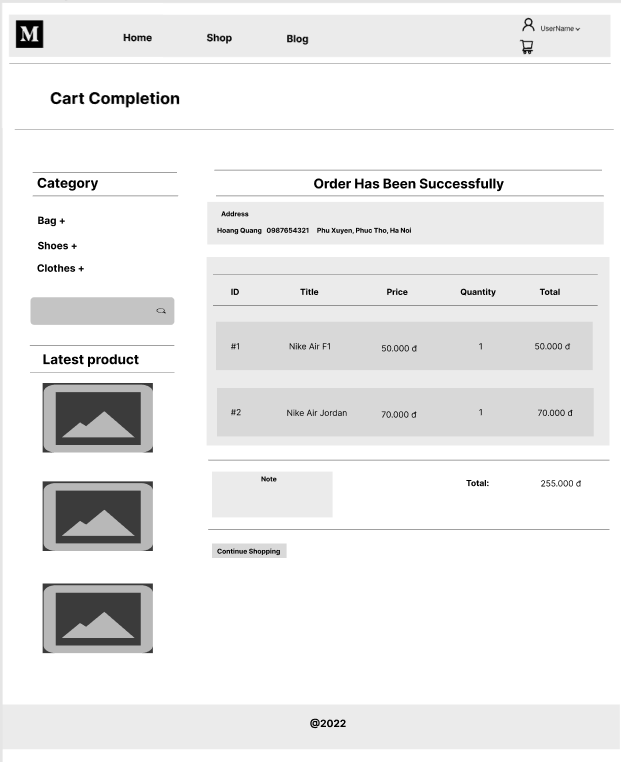 M
Home Shop Blog UserName
Cart Completion
Category
Bag +
Shoes +
Clothes +
Latest product
Order Has Been Successfully
Address
Hoang Quang 0987654321 Phu Xuyen, Phuc Tho, Ha Noi
ID Title Price Quantity Total
#1 Nike Air F1 50.000 đ 1 50.000 đ
#2 Nike Air Jordan 70.000 đ 1 70.000 đ
Note
Total: 255.000 đ
Continue Shopping
@2022